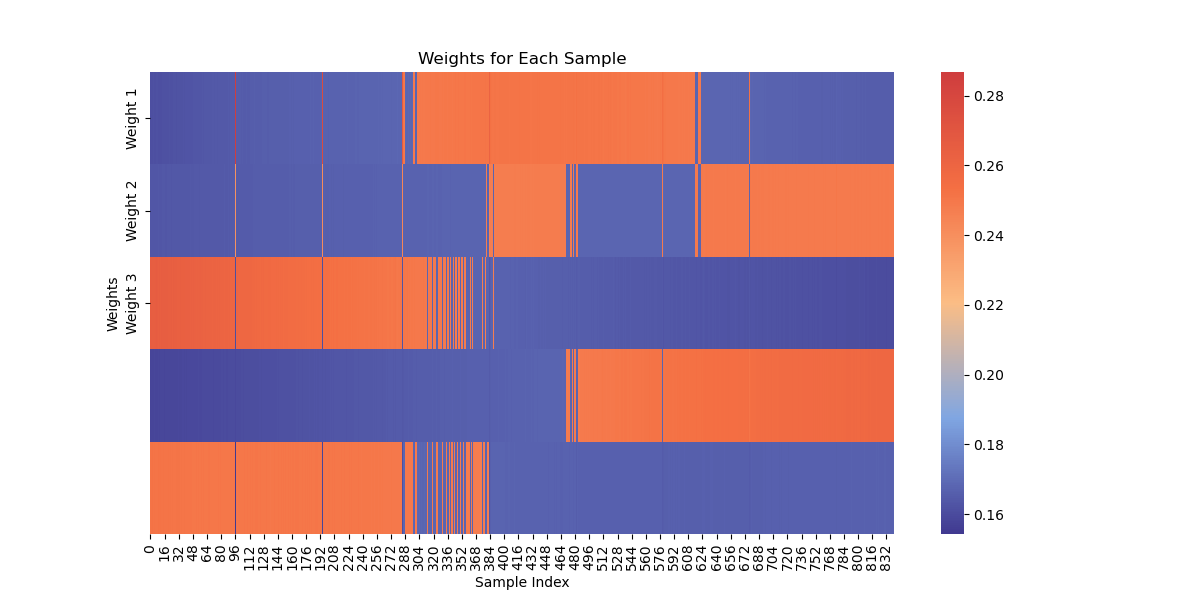 Weights for Each Sample
Weights
Weight 1
Weight 2
Weight 3
0 16 32 48 64 80 96 112 128 144 160 176 192 208 224 240 256 272 288 304 320 336 352 368 384 400 416 432 448 464 480 496 512 528 544 560 576 592 608 624 640 656 672 688 704 720 736 752 768 784 800 816 832
Sample Index
0.28
0.26
0.24
0.22
0.20
0.18
0.16